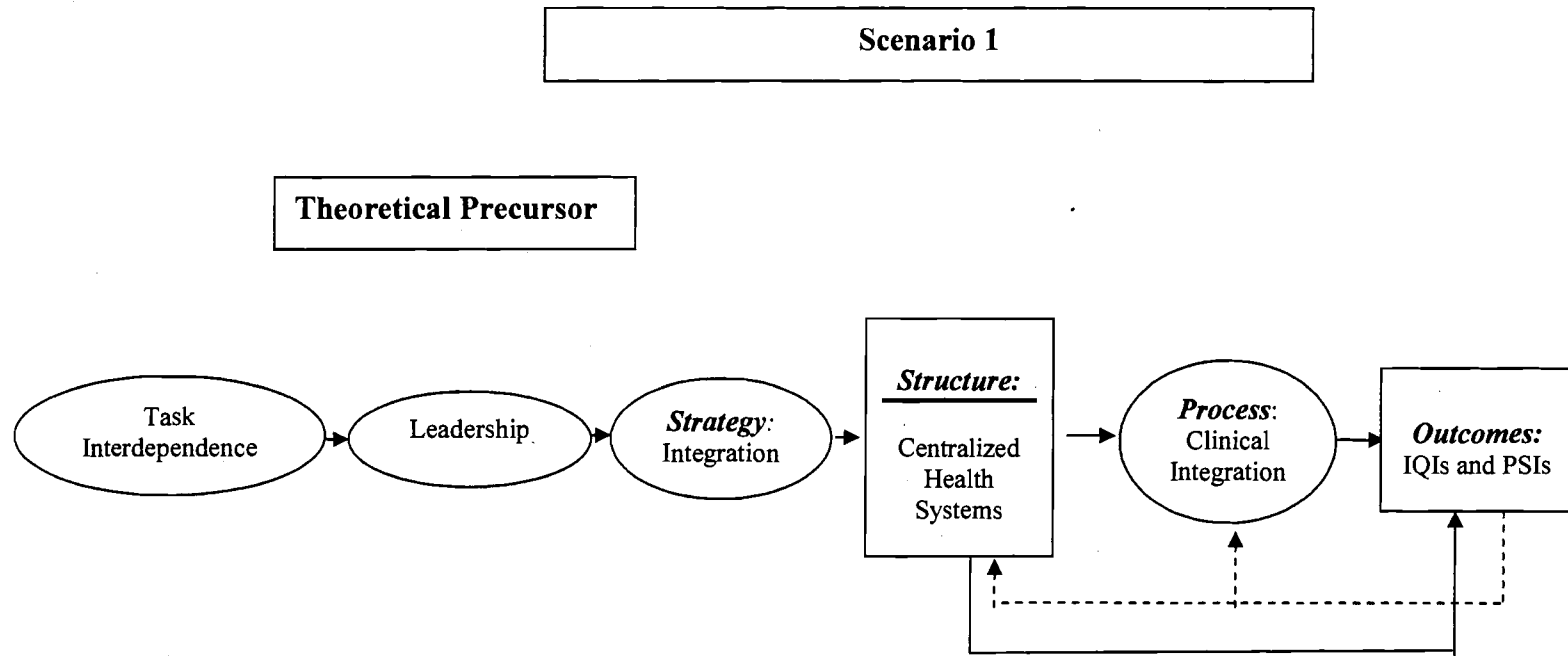 Scenario 1
Theoretical Precursor
Task
Interdependence
Leadership
Strategy:
Integration
Structure:
Centralized
Health
Systems
Process:
Clinical
Integration
Outcomes:
IQIs and PSIs